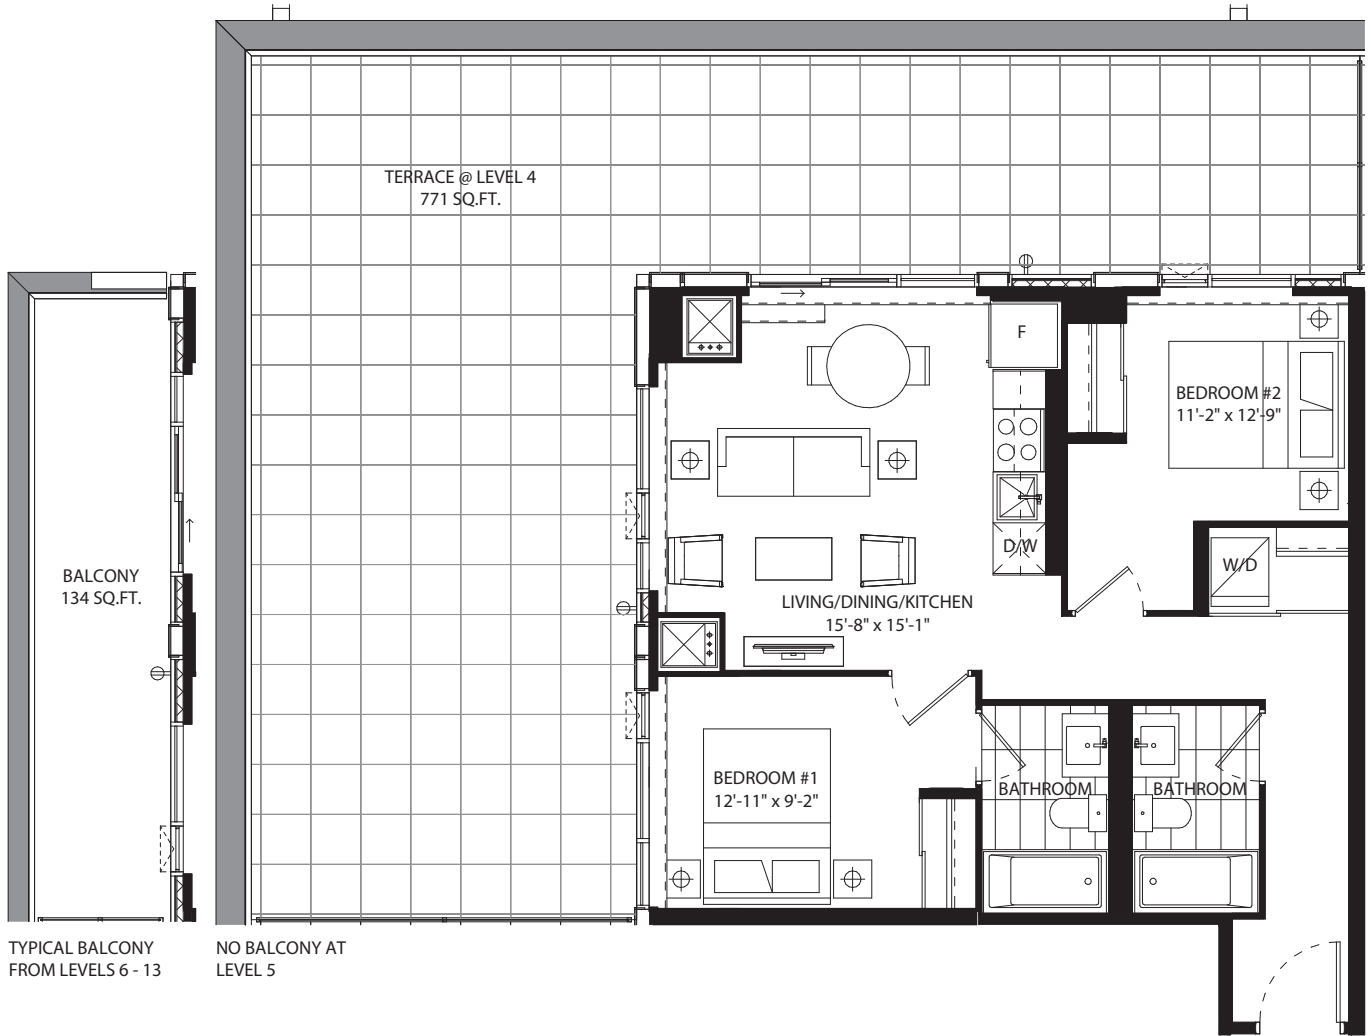 TERRACE @ LEVEL 4
771 SQ.FT.
F
BEDROOM #2
11'-2" x 12'-9"
D/W
W/D
BALCONY
134 SQ.FT.
LIVING/DINING/KITCHEN
15'-8" x 15'-1"
BEDROOM #1
12'-11" x 9'-2"
BATHROOM
BATHROOM
TYPICAL BALCONY
FROM LEVELS 6 - 13
NO BALCONY AT
LEVEL 5